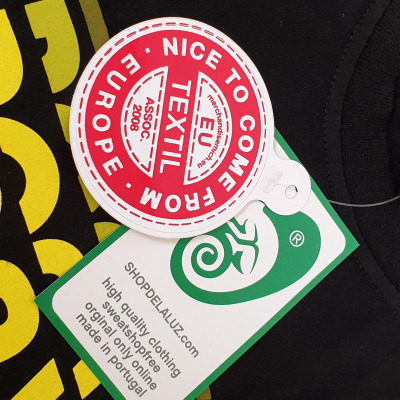 NICE TO COME FROM · EUROPE ·
merchandisemich.eu
EU
TEXTIL
ASSOC.
2008
®
SHOPDELALUZ.com
high quality clothing
sweatshopfree
orginal only online
made in portugal